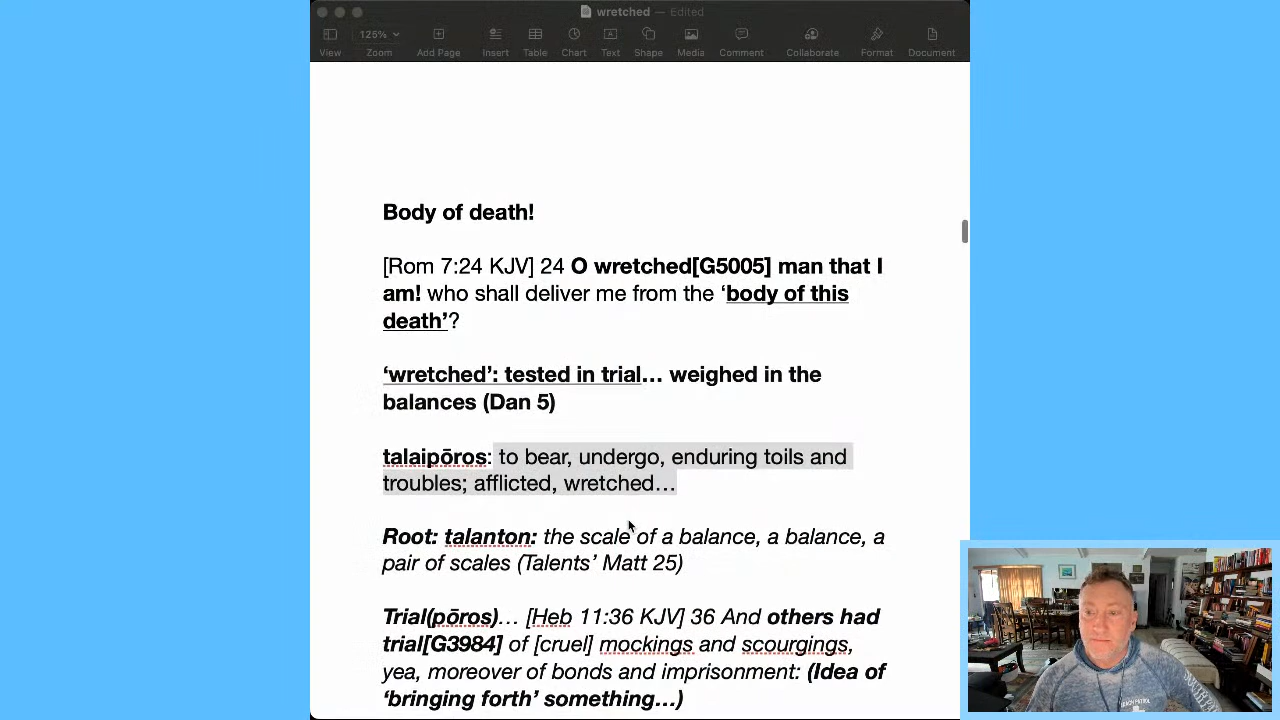 wretched — Edited
125%
View Zoom Add Page Insert Table Chart Text Shape Media Comment Collaborate Format Document
Body of death!
[Rom 7:24 KJV] 24 O wretched[G5005] man that I
am! who shall deliver me from the ‘body of this
death’?
‘wretched’: tested in trial… weighed in the
balances (Dan 5)
talaipōros: to bear, undergo, enduring toils and
troubles; afflicted, wretched…
Root: talanton: the scale of a balance, a balance, a
pair of scales (Talents’ Matt 25)
Trial(pōros)… [Heb 11:36 KJV] 36 And others had
trial[G3984] of [cruel] mockings and scourgings,
yea, moreover of bonds and imprisonment: (Idea of
‘bringing forth’ something…)